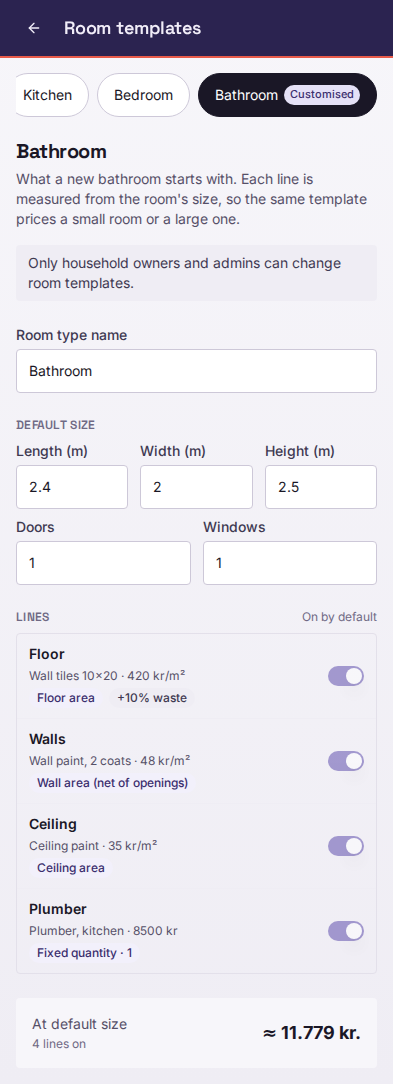 Room templates
Kitchen
Bedroom
Bathroom Customised
Bathroom
What a new bathroom starts with. Each line is
measured from the room's size, so the same template
prices a small room or a large one.
Only household owners and admins can change
room templates.
Room type name
Bathroom
DEFAULT SIZE
Length (m) Width (m) Height (m)
2.4 2 2.5
Doors Windows
1 1
LINES On by default
Floor
Wall tiles 10×20 · 420 kr/m²
Floor area +10% waste
Walls
Wall paint, 2 coats · 48 kr/m²
Wall area (net of openings)
Ceiling
Ceiling paint · 35 kr/m²
Ceiling area
Plumber
Plumber, kitchen · 8500 kr
Fixed quantity · 1
At default size
4 lines on
≈ 11.779 kr.